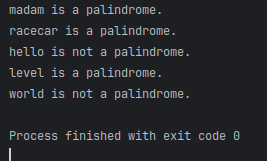 madam is a palindrome.
racecar is a palindrome.
hello is not a palindrome.
level is a palindrome.
world is not a palindrome.
Process finished with exit code 0